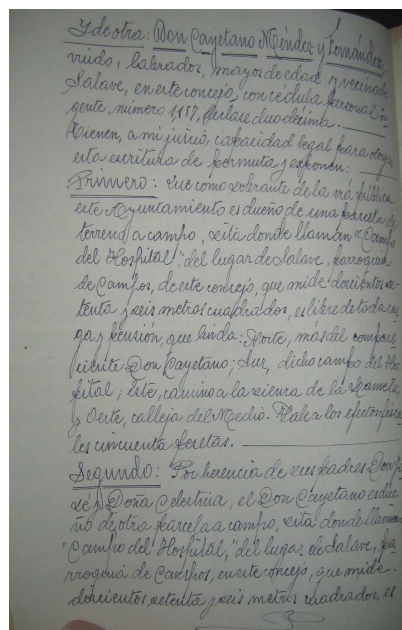 Y de otra: Don Cayetano Méndez y Fernández,
viudo, labrador, mayor de edad y vecino de
Salave, en este concejo, con cédula personal
gente, número 1157, de clase duodécima.
Tienen, a mi juicio, capacidad legal para
esta escritura de permuta y exponen:
Primero: Que como sobrante de la vía pública
este Ayuntamiento es dueño de una parcela de
terreno a campo, sita donde llaman "Campo
del Hospital", del lugar de Salave, parroquia
de Campos, de este concejo, que mide doscientos se-
tenta y seis metros cuadrados, es libre de toda car-
ga y pensión, que linda: Norte, más del compare-
ciente Don Cayetano; Sur, dicho campo del Hos-
pital; Este, camino a la sienra de la
y Oeste, calleja del Medio. Vale a los efectos
les cincuenta pesetas.
Segundo: Por herencia de sus padres Don
sé y Doña Celestina, el Don Cayetano es due-
ño de otra parcela a campo, sita donde llaman
"Campo del Hospital," del lugar de Salave, pa-
rroquia de Campos, en este concejo, que mide
doscientos setenta y seis metros cuadrados, es